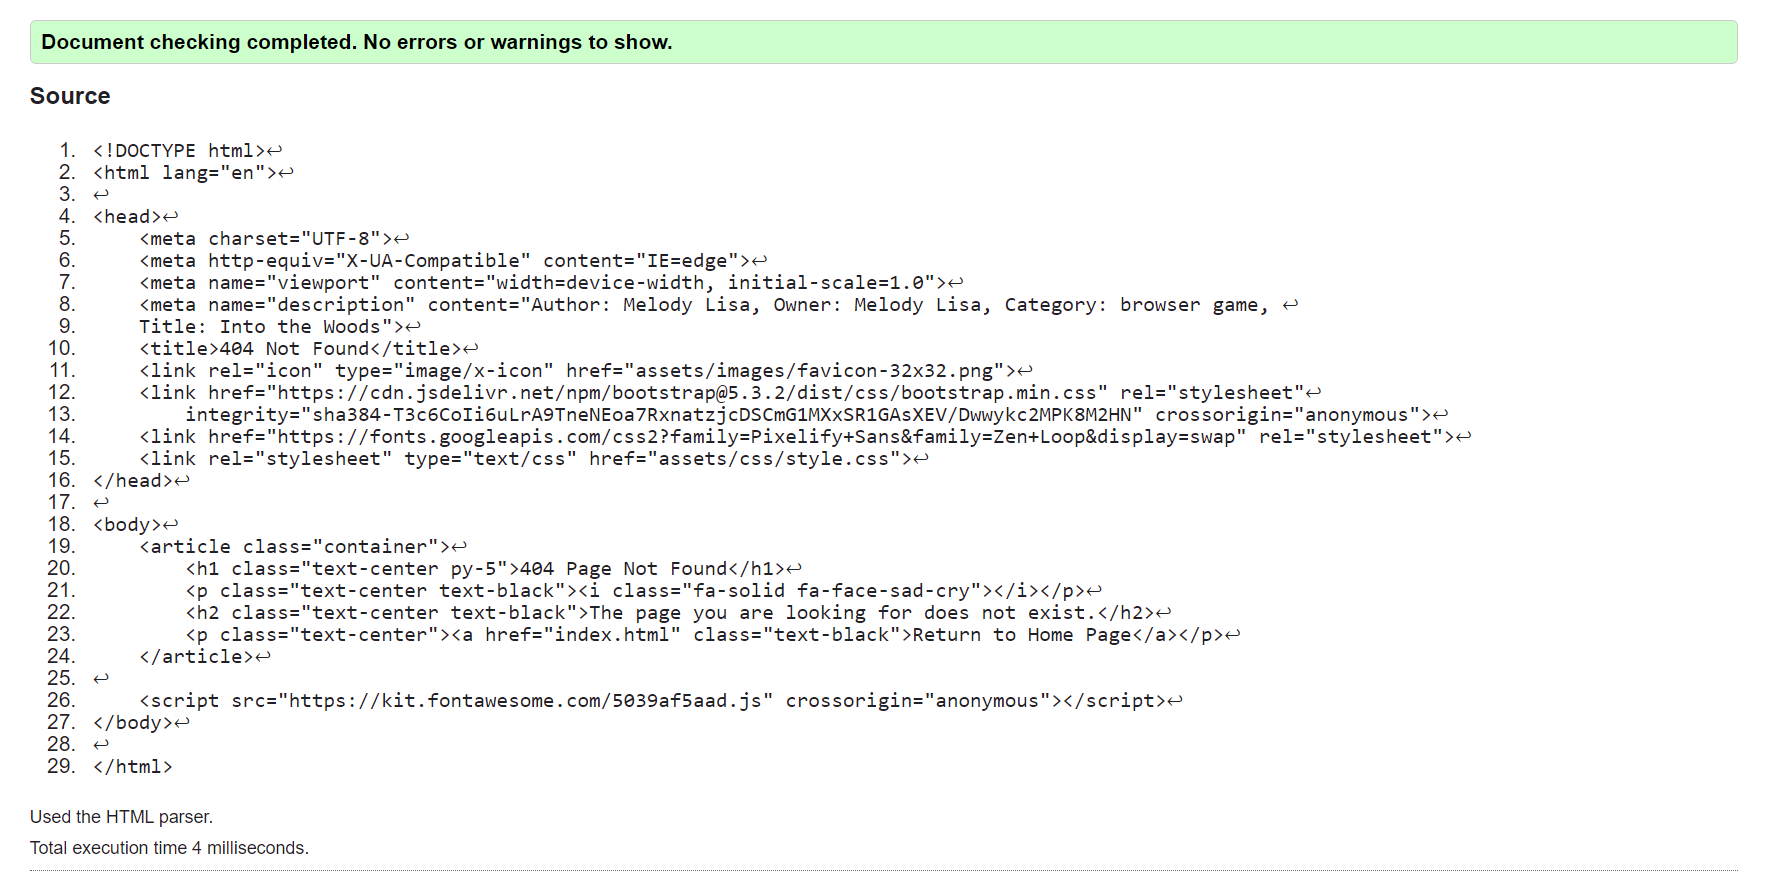 Document checking completed. No errors or warnings to show.
Source
1. <!DOCTYPE html>↩
2. <html lang="en">↩
3. ↩
4. <head>↩
5.     <meta charset="UTF-8">↩
6.     <meta http-equiv="X-UA-Compatible" content="IE=edge">↩
7.     <meta name="viewport" content="width=device-width, initial-scale=1.0">↩
8.     <meta name="description" content="Author: Melody Lisa, Owner: Melody Lisa, Category: browser game, ↩
9.     Title: Into the Woods">↩
10.     <title>404 Not Found</title>↩
11.     <link rel="icon" type="image/x-icon" href="assets/images/favicon-32x32.png">↩
12.     <link href="https://cdn.jsdelivr.net/npm/bootstrap@5.3.2/dist/css/bootstrap.min.css" rel="stylesheet"↩
13.         integrity="sha384-T3c6CoIi6uLrA9TneNEoa7RxnatzjcDSCmG1MXxSR1GAsXEV/Dwwykc2MPK8M2HN" crossorigin="anonymous">↩
14.     <link href="https://fonts.googleapis.com/css2?family=Pixelify+Sans&family=Zen+Loop&display=swap" rel="stylesheet">↩
15.     <link rel="stylesheet" type="text/css" href="assets/css/style.css">↩
16. </head>↩
17. ↩
18. <body>↩
19.     <article class="container">↩
20.         <h1 class="text-center py-5">404 Page Not Found</h1>↩
21.         <p class="text-center text-black"><i class="fa-solid fa-face-sad-cry"></i></p>↩
22.         <h2 class="text-center text-black">The page you are looking for does not exist.</h2>↩
23.         <p class="text-center"><a href="index.html" class="text-black">Return to Home Page</a></p>↩
24.     </article>↩
25. ↩
26.     <script src="https://kit.fontawesome.com/5039af5aad.js" crossorigin="anonymous"></script>↩
27. </body>↩
28. ↩
29. </html>
Used the HTML parser.
Total execution time 4 milliseconds.